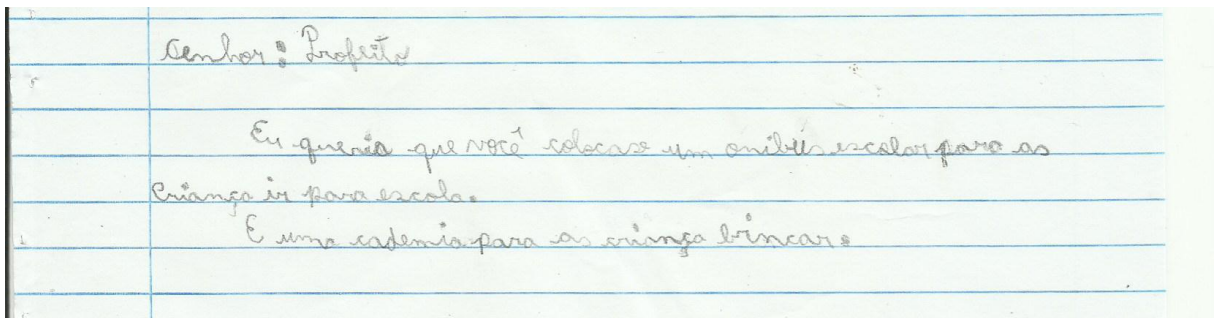 Senhor: Profeito
Eu queria que você colocase um onibus escolar para as
criança ir para escola.
E uma cademia para as criança brincar.